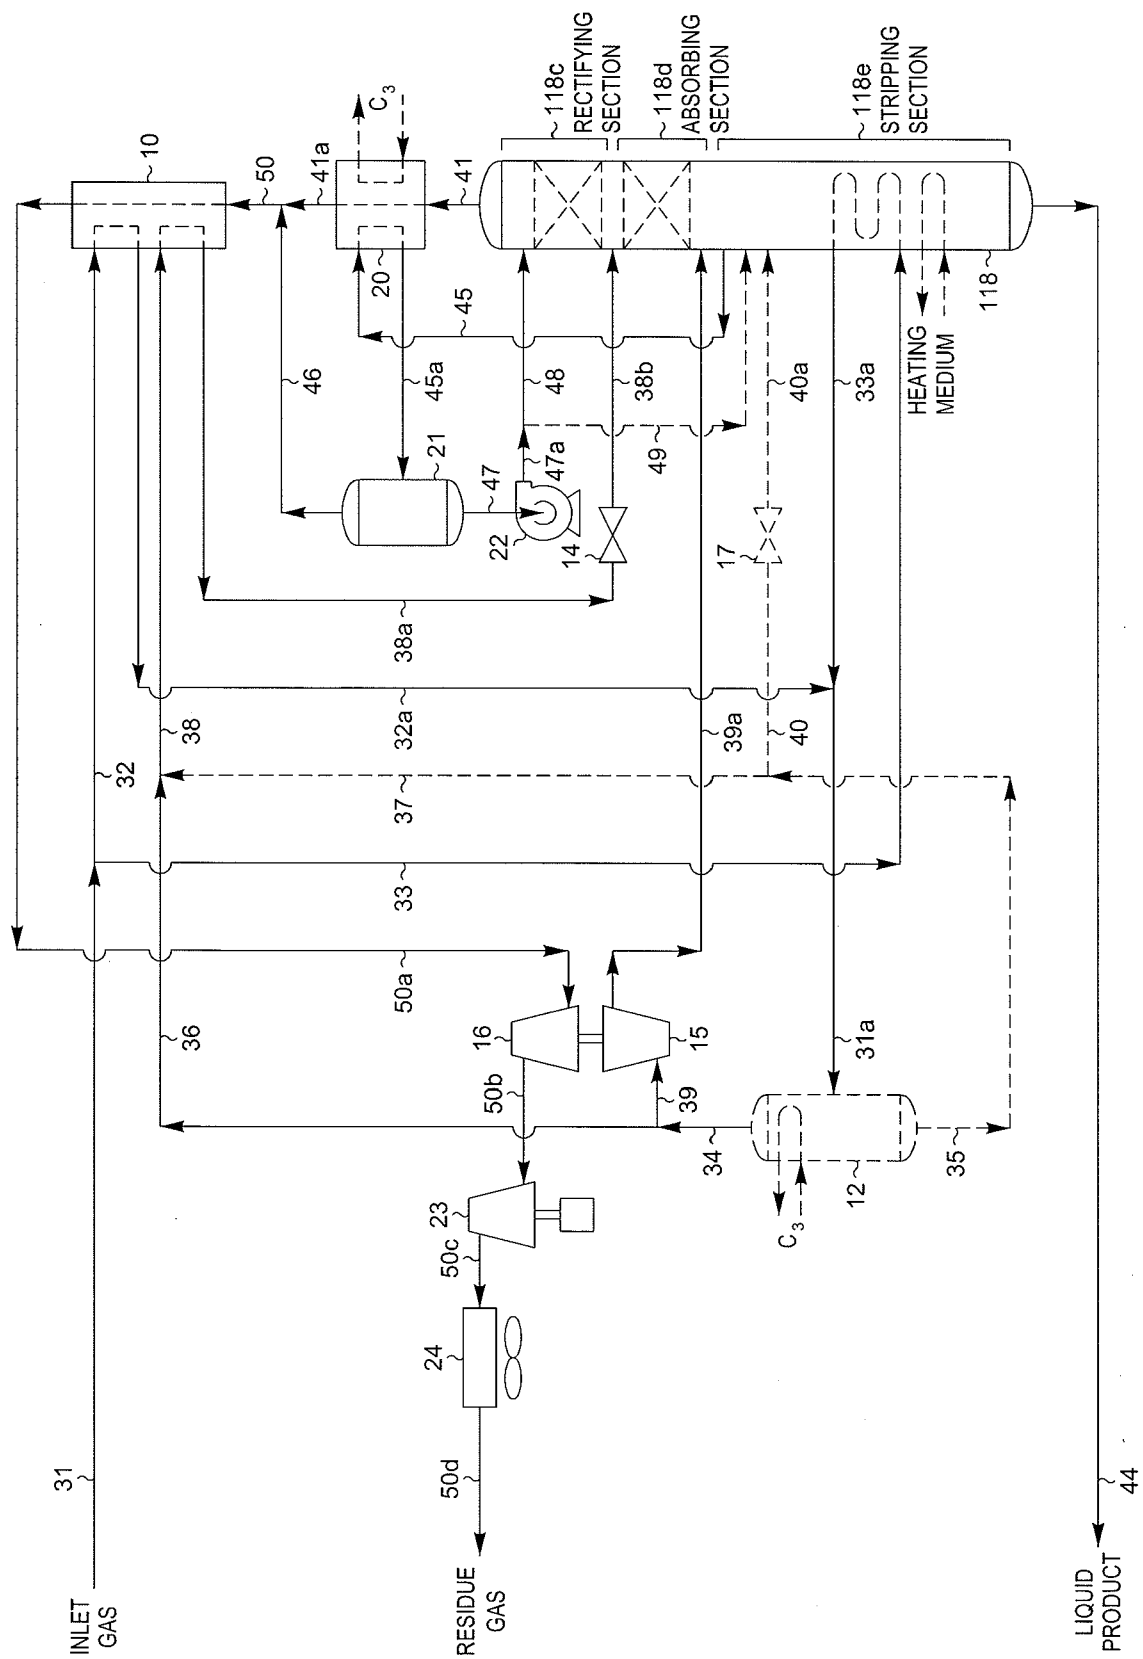 INLET
GAS
31
32
33
36
38
37
32a
38a
10
50
41a
C3
41
20
45
45a
46
21
47
22
47a
48
49
14
38b
118c
RECTIFYING
SECTION
118d
ABSORBING
SECTION
118e
STRIPPING
SECTION
118
HEATING
MEDIUM
33a
40a
17
40
39a
50a
16
15
50b
39
34
31a
12
35
C3
23
50c
24
50d
RESIDUE
GAS
44
LIQUID
PRODUCT